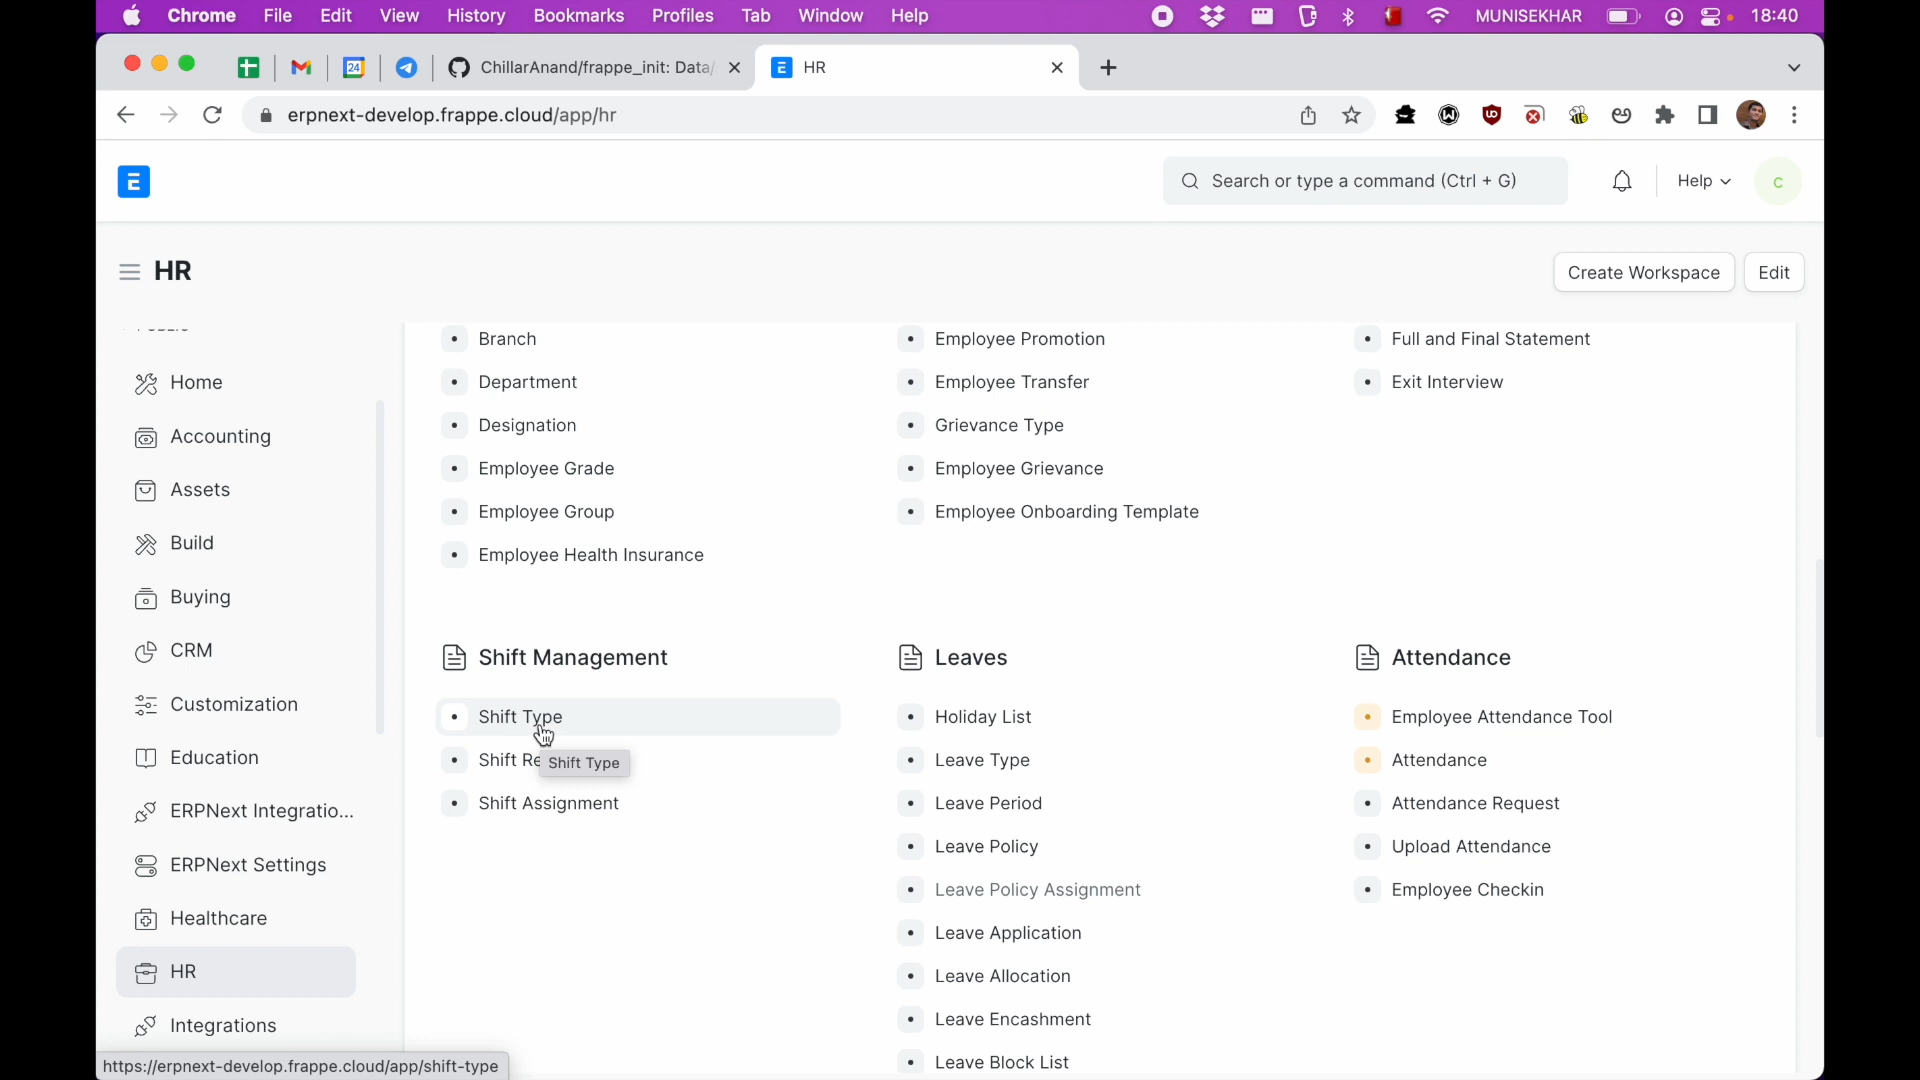 Chrome File Edit View History Bookmarks Profiles Tab Window Help MUNISEKHAR 18:40
24 ChillarAnand/frappe_init: Data/ E HR
erpnext-develop.frappe.cloud/app/hr
E Search or type a command (Ctrl + G) Help C
HR Create Workspace Edit
Home
Accounting
Assets
Build
Buying
CRM
Customization
Education
ERPNext Integratio...
ERPNext Settings
Healthcare
HR
Integrations
Branch
Department
Designation
Employee Grade
Employee Group
Employee Health Insurance
Employee Promotion
Employee Transfer
Grievance Type
Employee Grievance
Employee Onboarding Template
Full and Final Statement
Exit Interview
Shift Management
Shift Type
Shift Re
Shift Type
Shift Assignment
Leaves
Holiday List
Leave Type
Leave Period
Leave Policy
Leave Policy Assignment
Leave Application
Leave Allocation
Leave Encashment
Leave Block List
Attendance
Employee Attendance Tool
Attendance
Attendance Request
Upload Attendance
Employee Checkin
https://erpnext-develop.frappe.cloud/app/shift-type